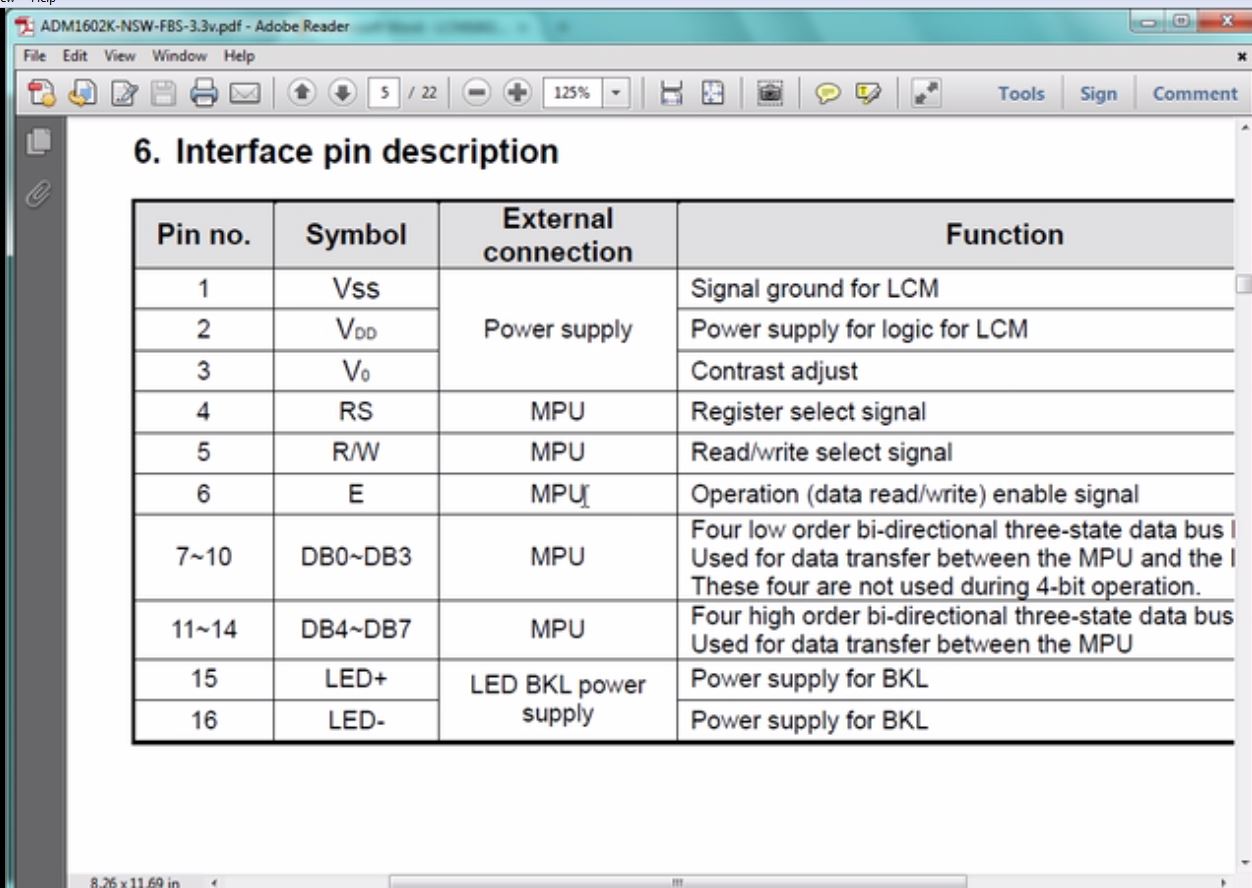 Help
ADM1602K-NSW-FBS-3.3v.pdf - Adobe Reader
File Edit View Window Help
5 / 22 125% Tools Sign Comment
6. Interface pin description
Pin no. Symbol External connection Function
1 Vss Signal ground for LCM
2 VDD Power supply Power supply for logic for LCM
3 V0 Contrast adjust
4 RS MPU Register select signal
5 R/W MPU Read/write select signal
6 E MPU Operation (data read/write) enable signal
7~10 DB0~DB3 MPU Four low order bi-directional three-state data bus
Used for data transfer between the MPU and the
These four are not used during 4-bit operation.
11~14 DB4~DB7 MPU Four high order bi-directional three-state data bus
Used for data transfer between the MPU
15 LED+ LED BKL power supply Power supply for BKL
16 LED- Power supply for BKL
8.26 x 11.69 in